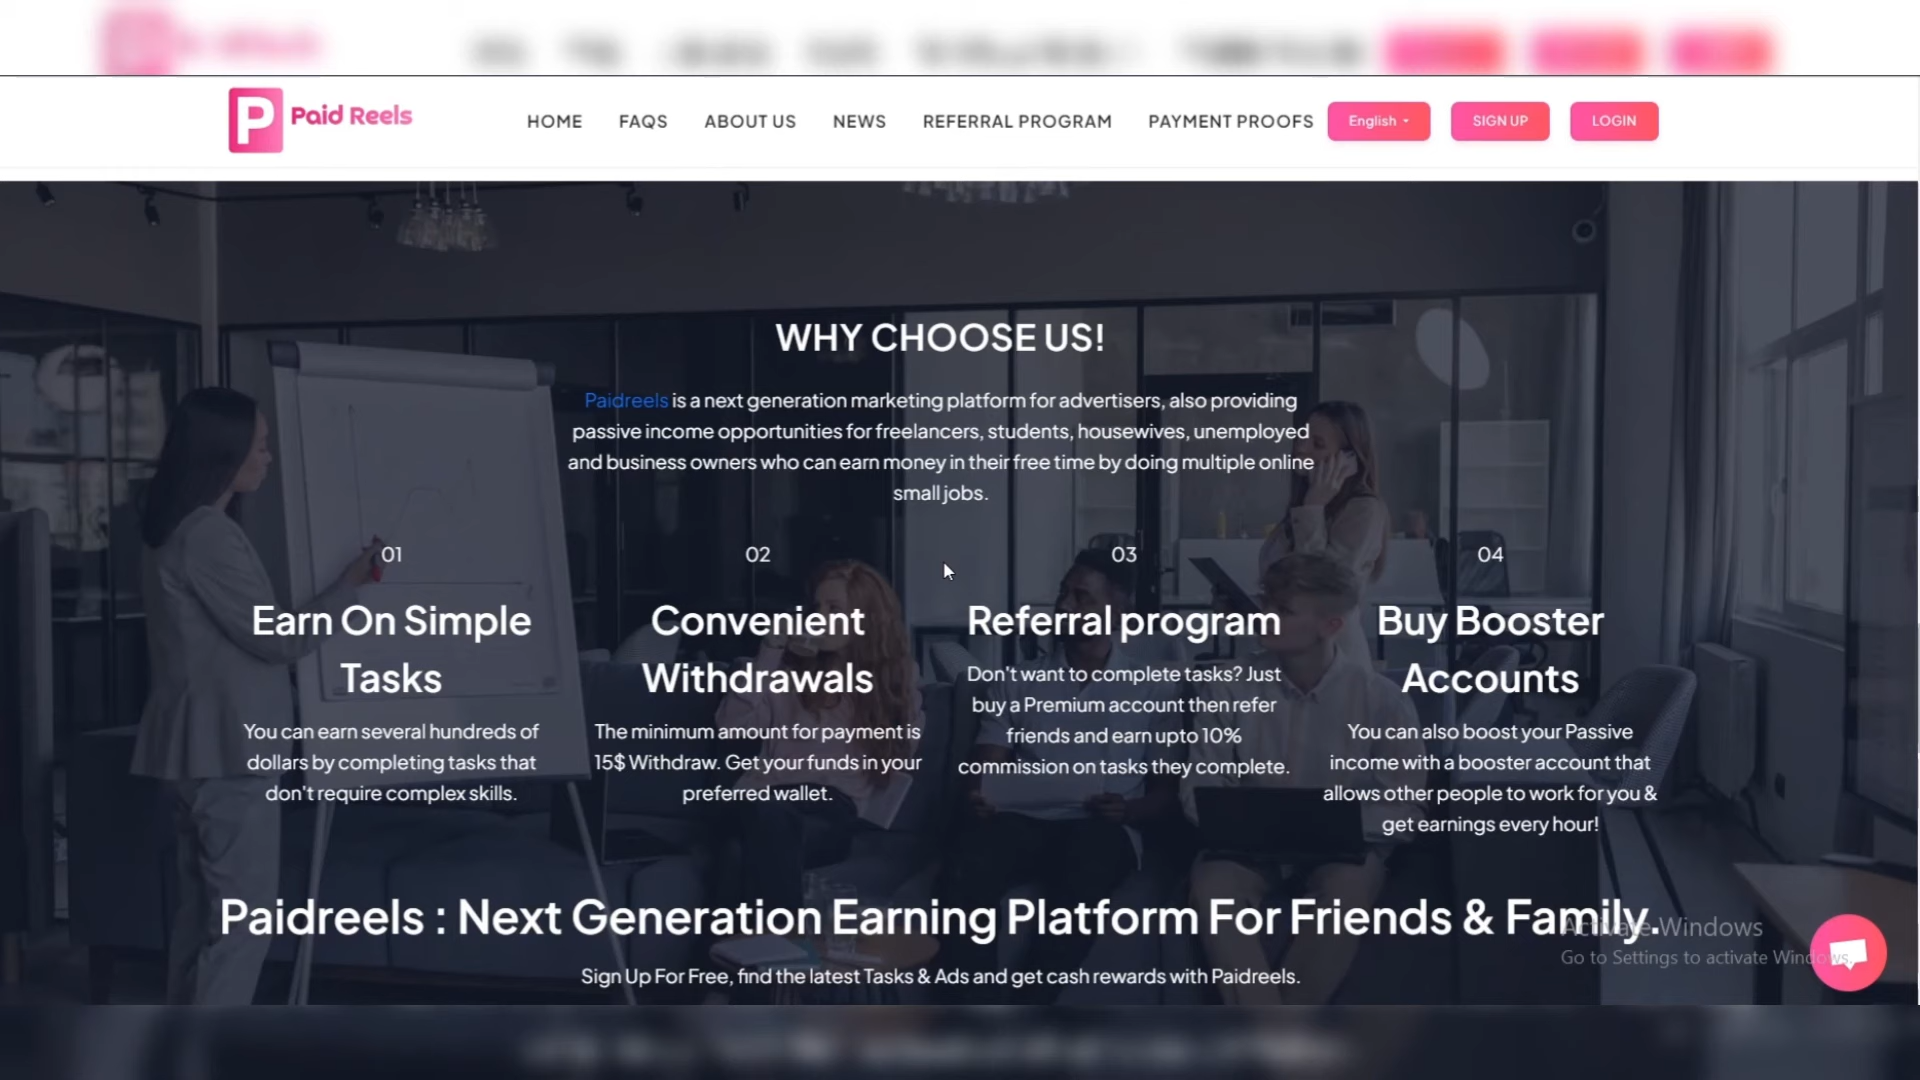 P Paid Reels
HOME FAQS ABOUT US NEWS REFERRAL PROGRAM PAYMENT PROOFS English SIGN UP LOGIN
WHY CHOOSE US!
Paidreels is a next generation marketing platform for advertisers, also providing
passive income opportunities for freelancers, students, housewives, unemployed
and business owners who can earn money in their free time by doing multiple online
small jobs.
01
Earn On Simple
Tasks
You can earn several hundreds of
dollars by completing tasks that
don't require complex skills.
02
Convenient
Withdrawals
The minimum amount for payment is
15$ Withdraw. Get your funds in your
preferred wallet.
03
Referral program
Don't want to complete tasks? Just
buy a Premium account then refer
friends and earn upto 10%
commission on tasks they complete.
04
Buy Booster
Accounts
You can also boost your Passive
income with a booster account that
allows other people to work for you &
get earnings every hour!
Paidreels : Next Generation Earning Platform For Friends & Family.
Sign Up For Free, find the latest Tasks & Ads and get cash rewards with Paidreels.
Activate Windows
Go to Settings to activate Windows.